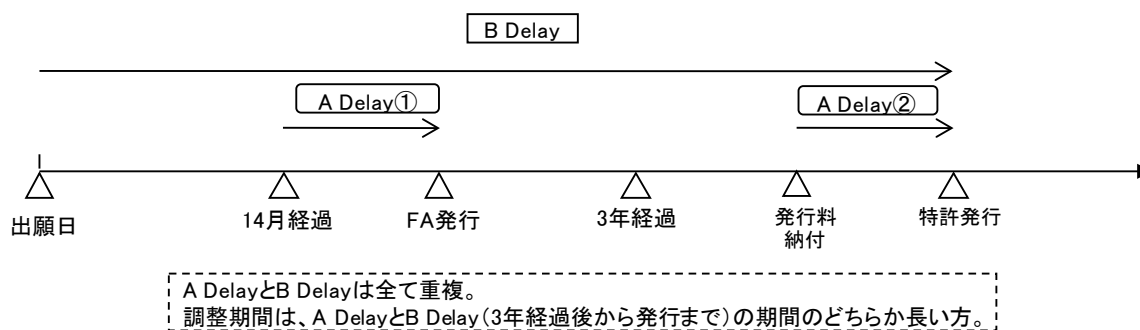 B Delay
A Delay①
A Delay②
出願日
14月経過
FA発行
3年経過
発行料
納付
特許発行
A DelayとB Delayは全て重複。
調整期間は、A DelayとB Delay(3年経過後から発行まで)の期間のどちらか長い方。